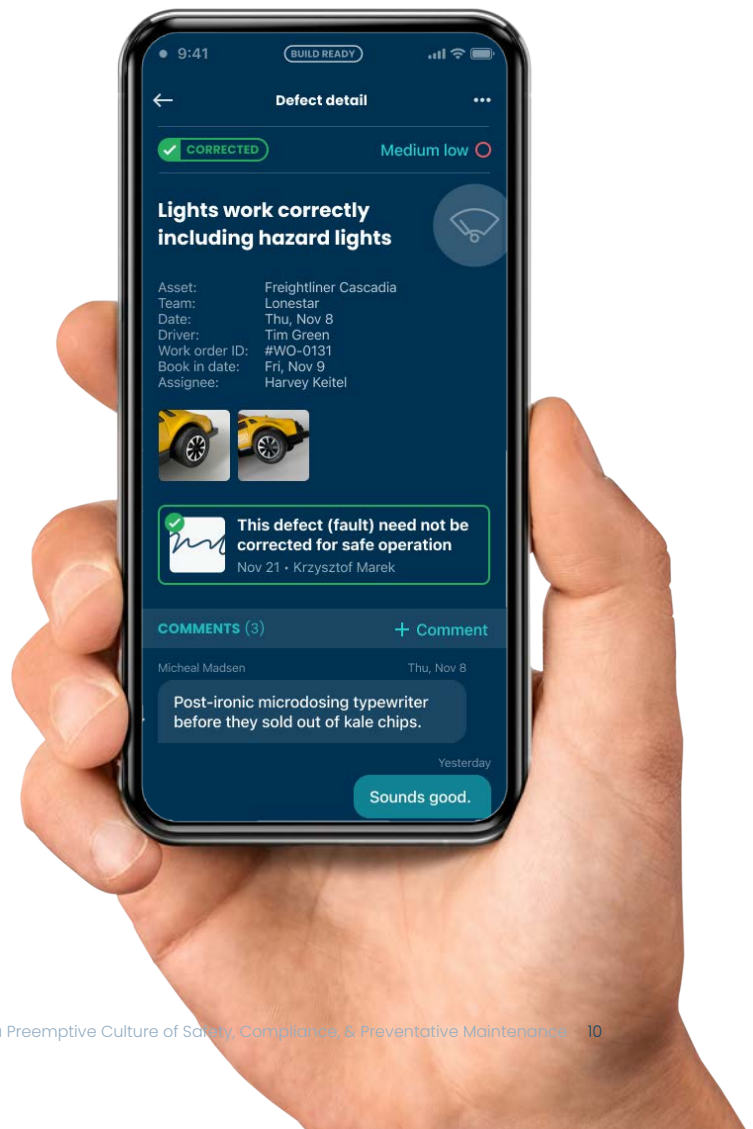 9:41 BUILD READY
Defect detail
CORRECTED Medium low
Lights work correctly
including hazard lights
Asset: Freightliner Cascadia
Team: Lonestar
Date: Thu, Nov 8
Driver: Tim Green
Work order ID: #WO-0131
Book in date: Fri, Nov 9
Assignee: Harvey Keitel
This defect (fault) need not be
corrected for safe operation
Nov 21 • Krzysztof Marek
COMMENTS (3) + Comment
Micheal Madsen Thu, Nov 8
Post-ironic microdosing typewriter
before they sold out of kale chips.
Yesterday
Sounds good.
Preemptive Culture of Safety, Compliance, & Preventative Maintenance 10